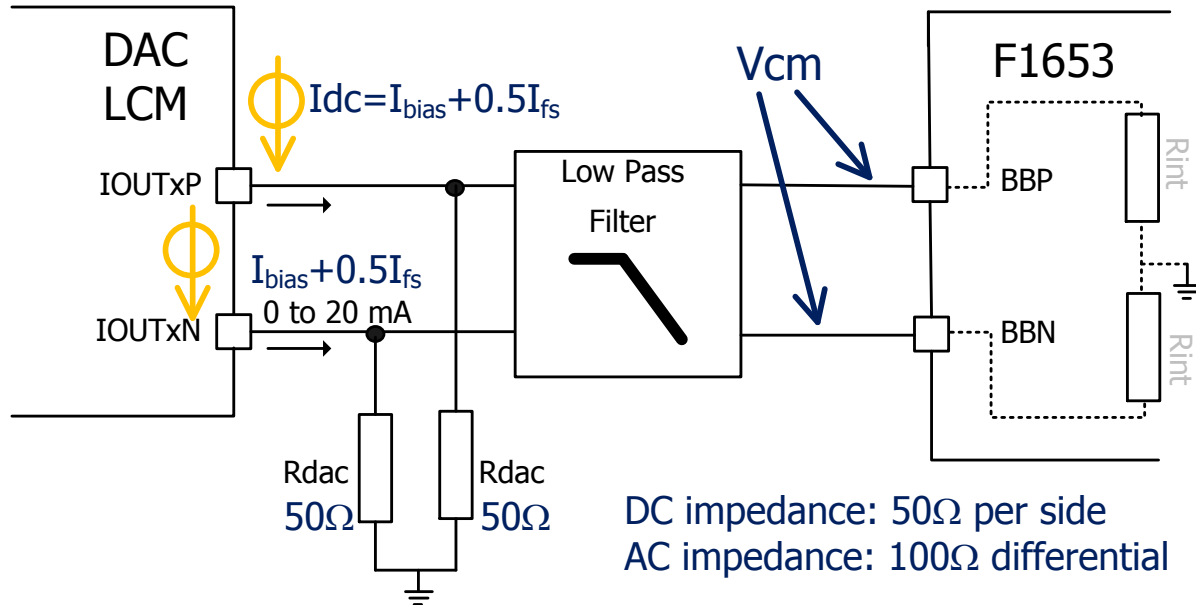 DAC
LCM
Idc=Ibias+0.5Ifs
Vcm
F1653
IOUTxP
Low Pass
Filter
BBP
Rint
Ibias+0.5Ifs
0 to 20 mA
IOUTxN
BBN
Rint
Rdac
50Ω
Rdac
50Ω
DC impedance: 50Ω per side
AC impedance: 100Ω differential